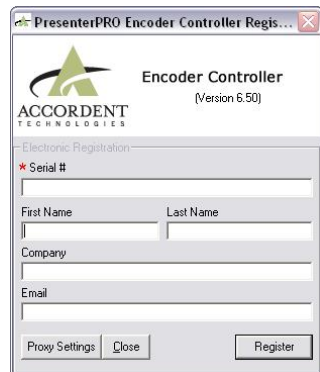 PresenterPRO Encoder Controller Regis...
Encoder Controller
(Version 6.50)
ACCORDENT
TECHNOLOGIES
Electronic Registration
* Serial #
First Name Last Name
Company
Email
Proxy Settings Close Register